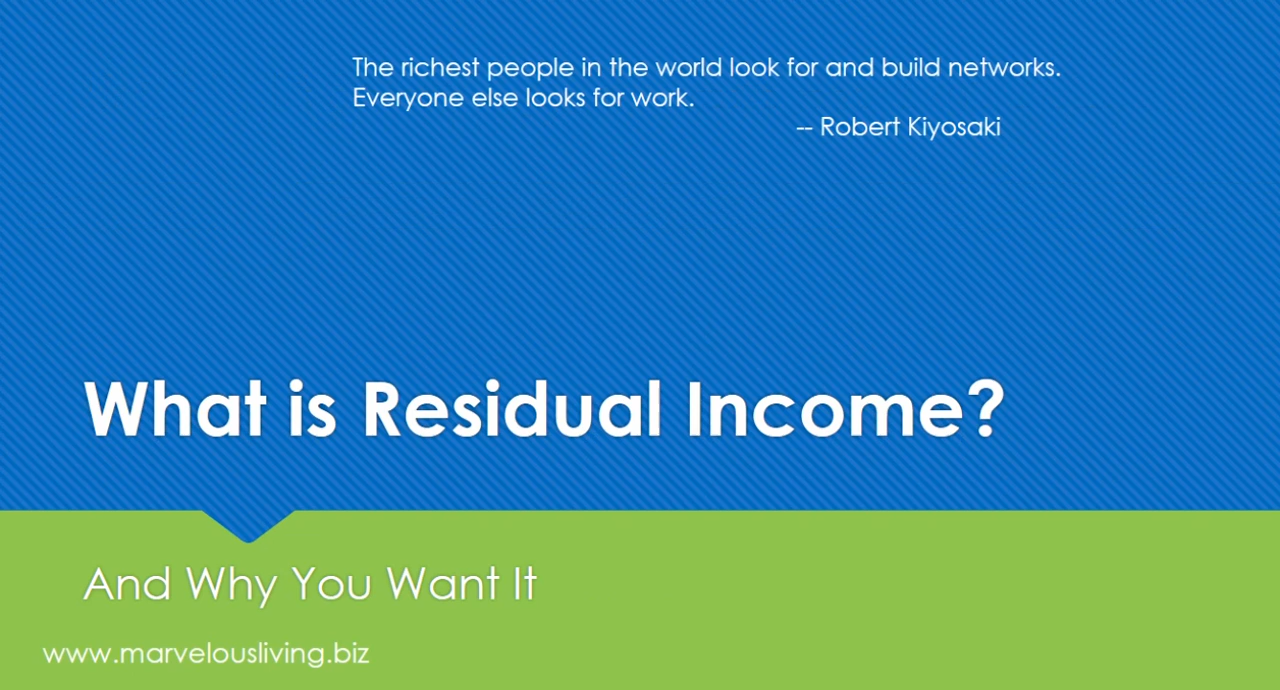 The richest people in the world look for and build networks.
Everyone else looks for work.
-- Robert Kiyosaki
What is Residual Income?
And Why You Want It
www.marvelousliving.biz